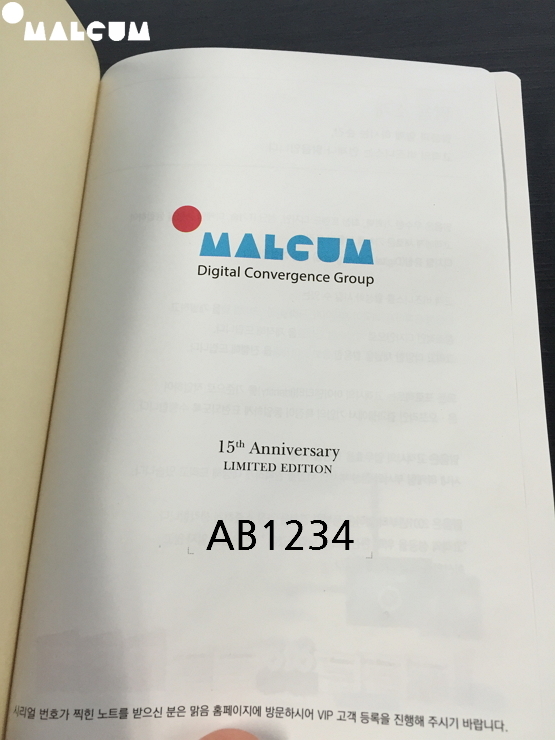 MALCUM
MALCUM
Digital Convergence Group
15th Anniversary
LIMITED EDITION
AB1234
시리얼 번호가 찍힌 노트를 받으신 분은 맑음 홈페이지에 방문하시어 VIP 고객 등록을 진행해 주시기 바랍니다.